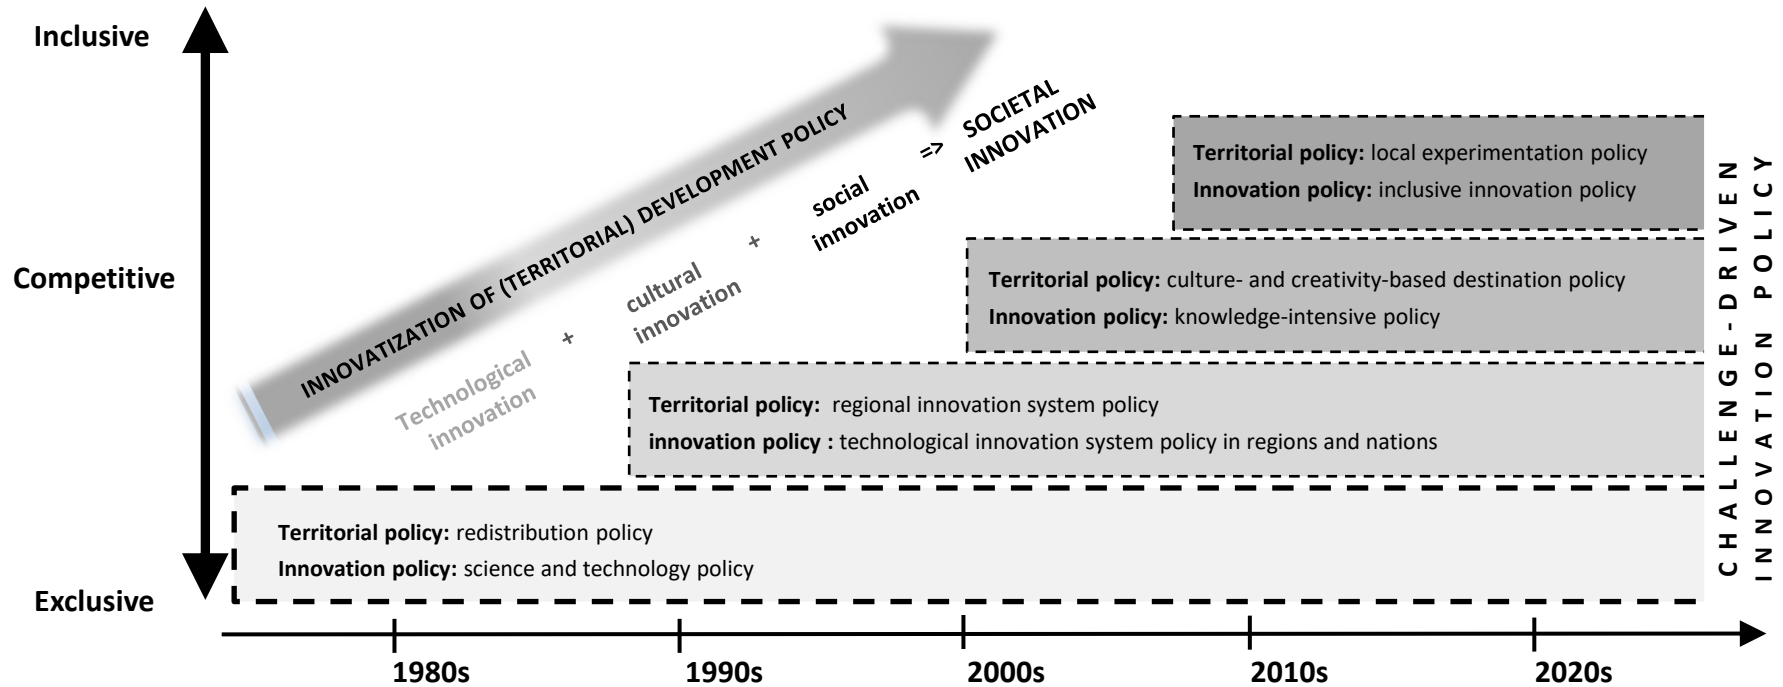 Inclusive
Competitive
Exclusive
INNOVATIZATION OF (TERRITORIAL) DEVELOPMENT POLICY
Technological
innovation
+
cultural
innovation
+
social
innovation
=>
SOCIETAL
INNOVATION
Territorial policy: local experimentation policy
Innovation policy: inclusive innovation policy
Territorial policy: culture- and creativity-based destination policy
Innovation policy: knowledge-intensive policy
Territorial policy: regional innovation system policy
innovation policy : technological innovation system policy in regions and nations
Territorial policy: redistribution policy
Innovation policy: science and technology policy
CHALLENGE-DRIVEN
INNOVATION POLICY
1980s
1990s
2000s
2010s
2020s